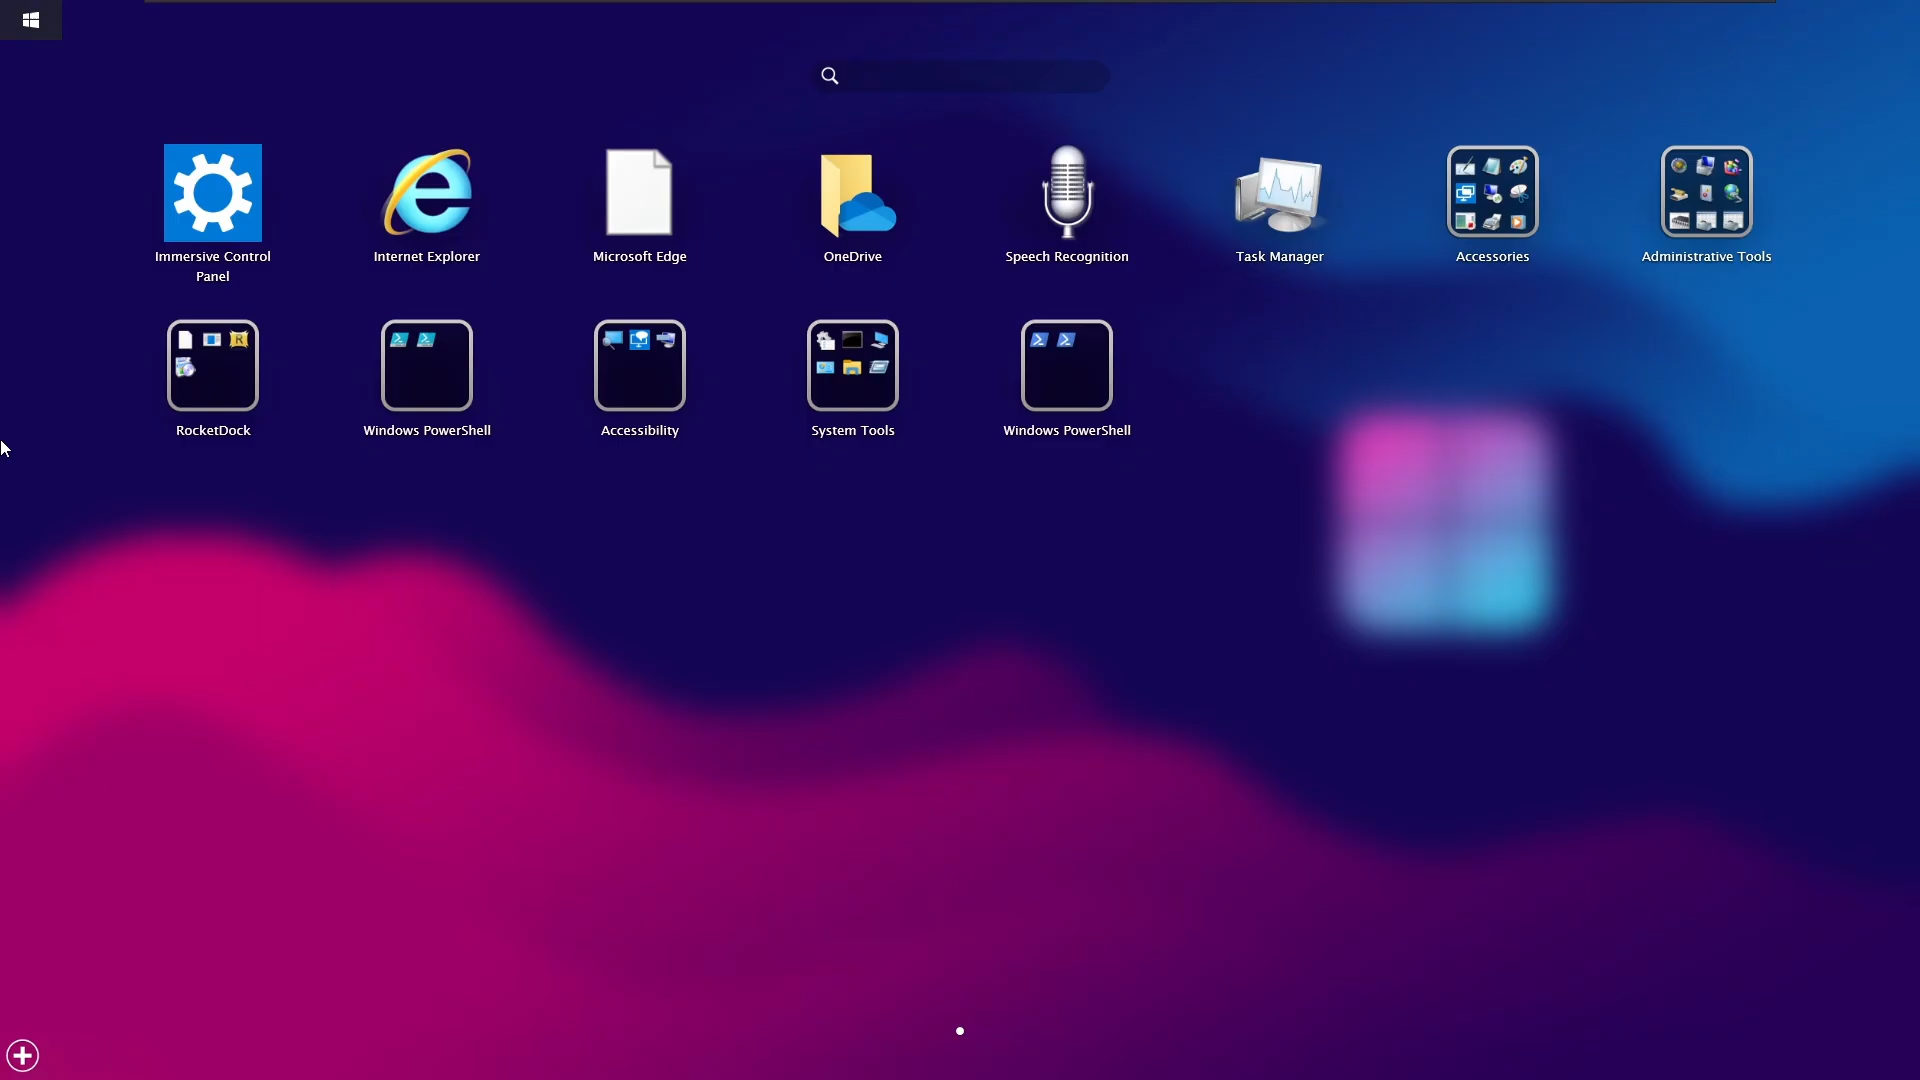 Immersive Control
Panel
Internet Explorer
Microsoft Edge
OneDrive
Speech Recognition
Task Manager
Accessories
Administrative Tools
RocketDock
Windows PowerShell
Accessibility
System Tools
Windows PowerShell